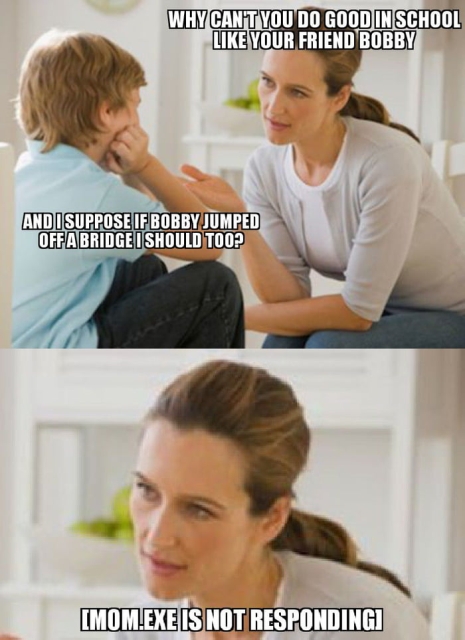 WHY CAN'T YOU DO GOOD IN SCHOOL
LIKE YOUR FRIEND BOBBY
AND I SUPPOSE IF BOBBY JUMPED
OFF A BRIDGE I SHOULD TOO?
[MOM.EXE IS NOT RESPONDING]